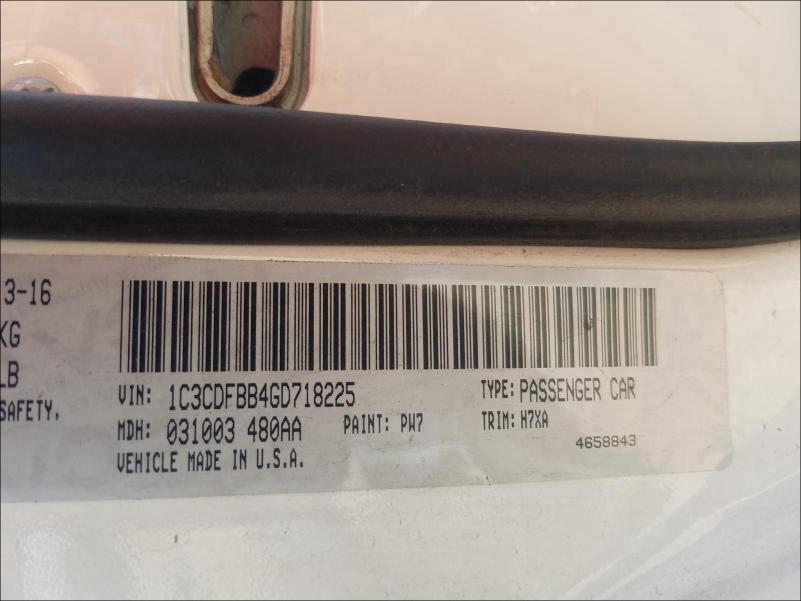 3-16
KG
LB
SAFETY,
VIN: 1C3CDFBB4GD718225
TYPE: PASSENGER CAR
MDH: 031003 480AA
PAINT: PW7
TRIM: H7XA
4658843
VEHICLE MADE IN U.S.A.